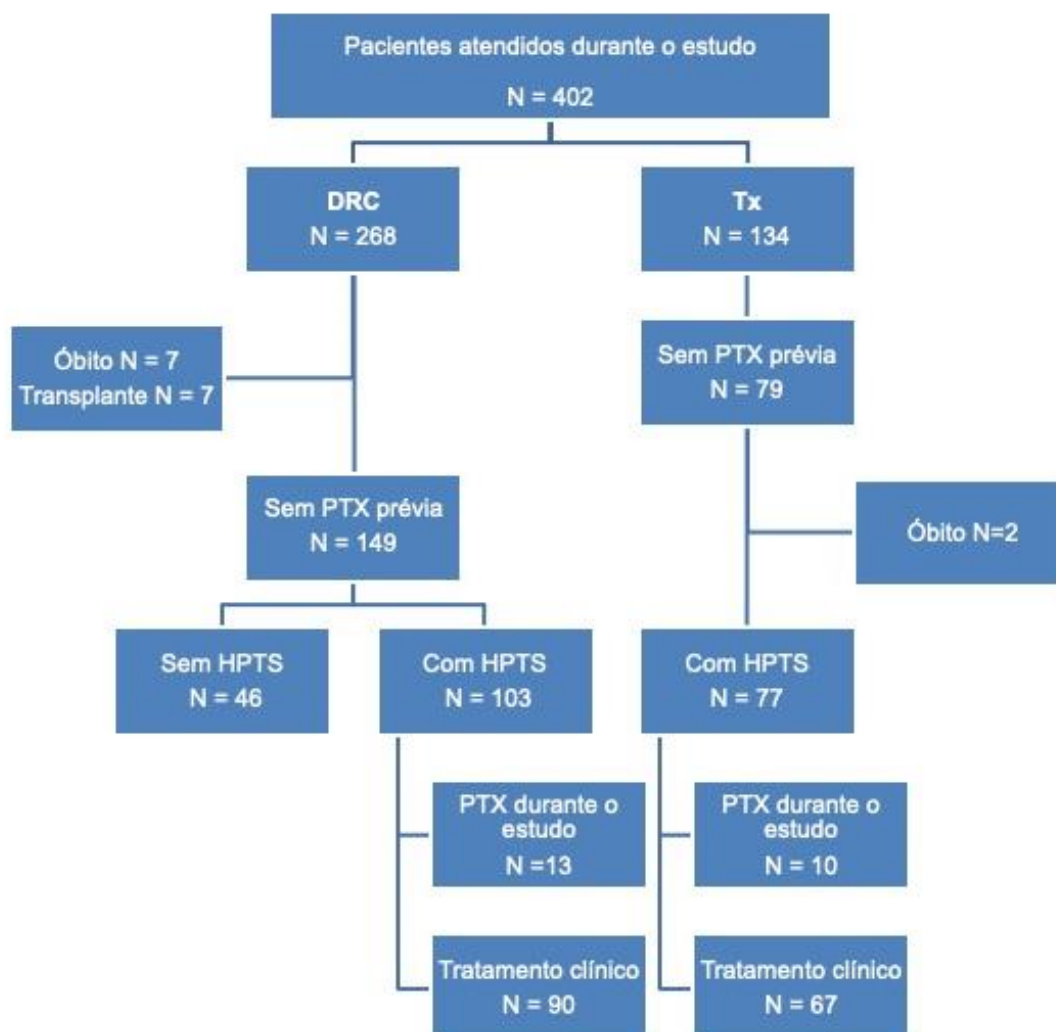 Pacientes atendidos durante o estudo
N = 402
DRC
N = 268
Tx
N = 134
Óbito N = 7
Transplante N = 7
Sem PTX prévia
N = 79
Sem PTX prévia
N = 149
Óbito N=2
Sem HPTS
N = 46
Com HPTS
N = 103
Com HPTS
N = 77
PTX durante o
estudo
N =13
PTX durante o
estudo
N = 10
Tratamento clínico
N = 90
Tratamento clínico
N = 67